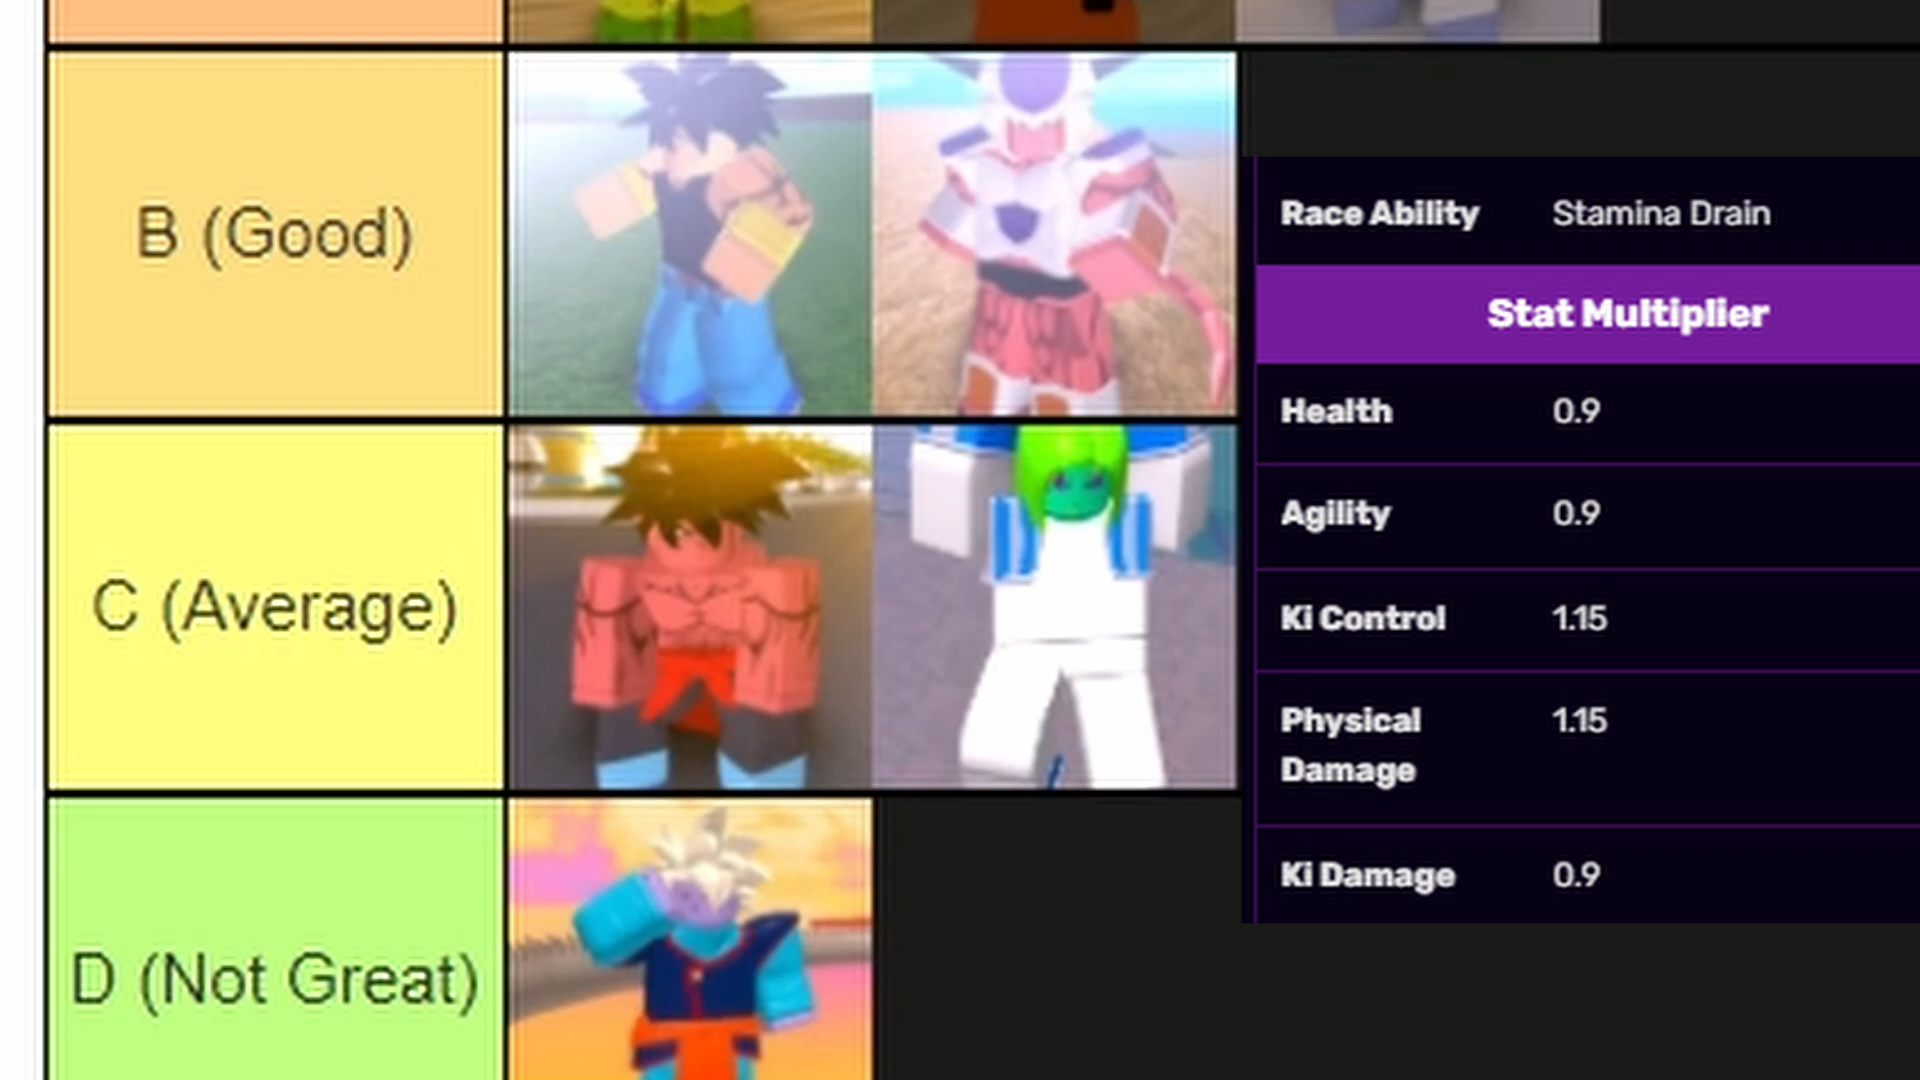 B (Good)
C (Average)
D (Not Great)
Race Ability Stamina Drain
Stat Multiplier
Health 0.9
Agility 0.9
Ki Control 1.15
Physical 1.15
Damage
Ki Damage 0.9